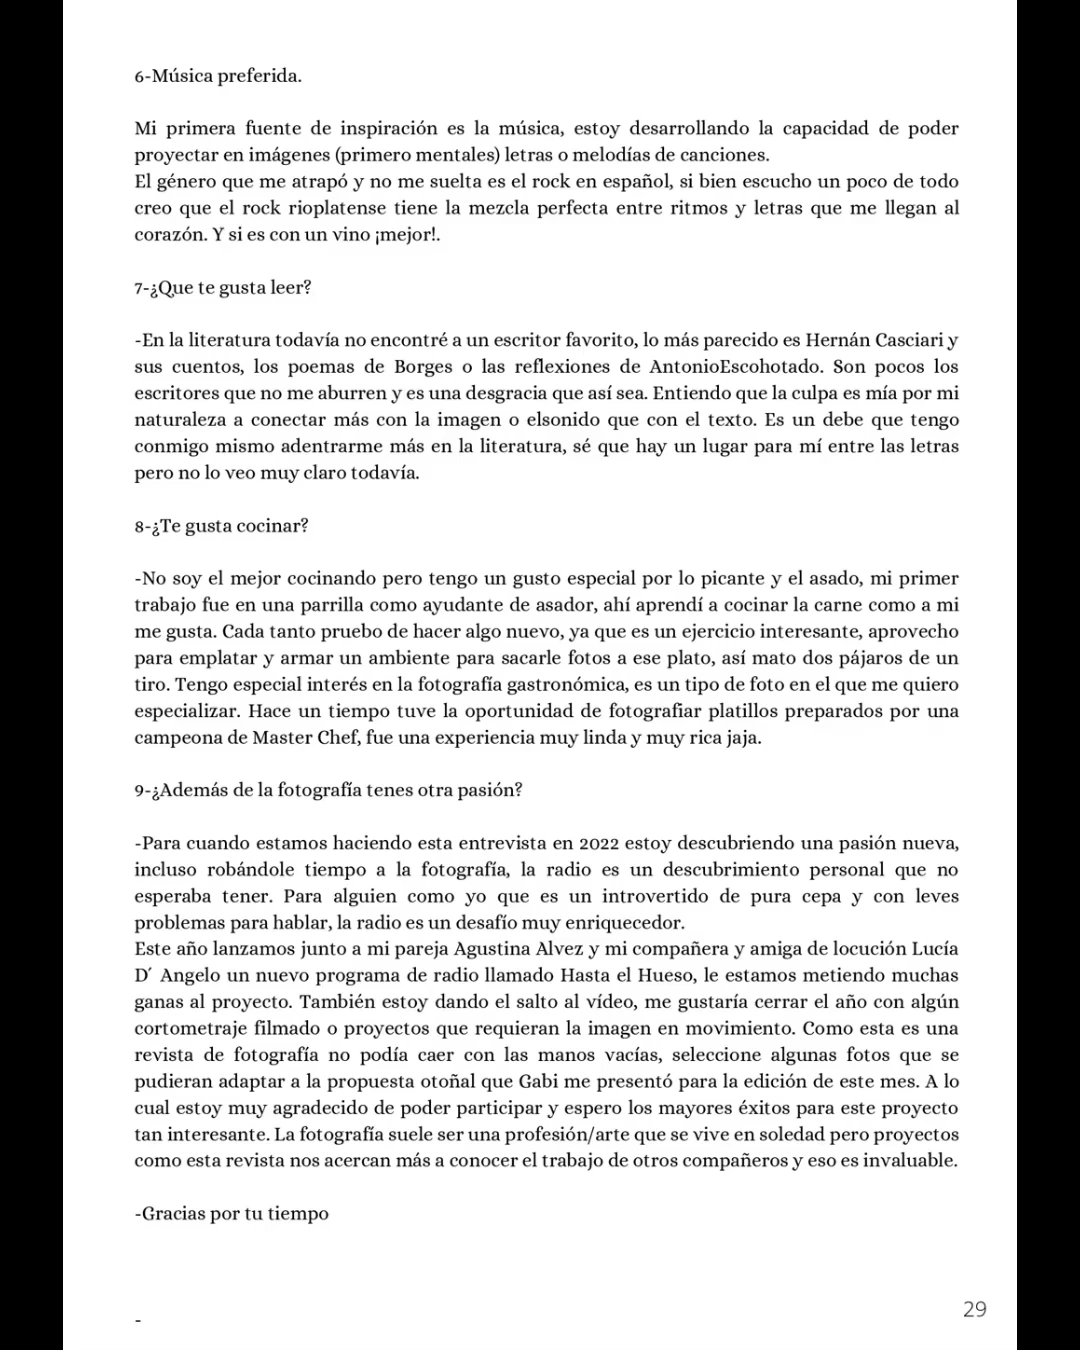 6-Música preferida.
Mi primera fuente de inspiración es la música, estoy desarrollando la capacidad de poder
proyectar en imágenes (primero mentales) letras o melodías de canciones.
El género que me atrapó y no me suelta es el rock en español, si bien escucho un poco de todo
creo que el rock rioplatense tiene la mezcla perfecta entre ritmos y letras que me llegan al
corazón. Y si es con un vino ¡mejor!.
7-¿Que te gusta leer?
-En la literatura todavía no encontré a un escritor favorito, lo más parecido es Hernán Casciari y
sus cuentos, los poemas de Borges o las reflexiones de AntonioEscohotado. Son pocos los
escritores que no me aburren y es una desgracia que así sea. Entiendo que la culpa es mía por mi
naturaleza a conectar más con la imagen o elsonido que con el texto. Es un debe que tengo
conmigo mismo adentrarme más en la literatura, sé que hay un lugar para mí entre las letras
pero no lo veo muy claro todavía.
8-¿Te gusta cocinar?
-No soy el mejor cocinando pero tengo un gusto especial por lo picante y el asado, mi primer
trabajo fue en una parrilla como ayudante de asador, ahí aprendí a cocinar la carne como a mi
me gusta. Cada tanto pruebo de hacer algo nuevo, ya que es un ejercicio interesante, aprovecho
para emplatar y armar un ambiente para sacarle fotos a ese plato, así mato dos pájaros de un
tiro. Tengo especial interés en la fotografía gastronómica, es un tipo de foto en el que me quiero
especializar. Hace un tiempo tuve la oportunidad de fotografiar platillos preparados por una
campeona de Master Chef, fue una experiencia muy linda y muy rica jaja.
9-¿Además de la fotografía tenes otra pasión?
-Para cuando estamos haciendo esta entrevista en 2022 estoy descubriendo una pasión nueva,
incluso robándole tiempo a la fotografía, la radio es un descubrimiento personal que no
esperaba tener. Para alguien como yo que es un introvertido de pura cepa y con leves
problemas para hablar, la radio es un desafío muy enriquecedor.
Este año lanzamos junto a mi pareja Agustina Alvez y mi compañera y amiga de locución Lucía
D´ Angelo un nuevo programa de radio llamado Hasta el Hueso, le estamos metiendo muchas
ganas al proyecto. También estoy dando el salto al vídeo, me gustaría cerrar el año con algún
cortometraje filmado o proyectos que requieran la imagen en movimiento. Como esta es una
revista de fotografía no podía caer con las manos vacías, seleccione algunas fotos que se
pudieran adaptar a la propuesta otoñal que Gabi me presentó para la edición de este mes. A lo
cual estoy muy agradecido de poder participar y espero los mayores éxitos para este proyecto
tan interesante. La fotografía suele ser una profesión/arte que se vive en soledad pero proyectos
como esta revista nos acercan más a conocer el trabajo de otros compañeros y eso es invaluable.
-Gracias por tu tiempo
29
-